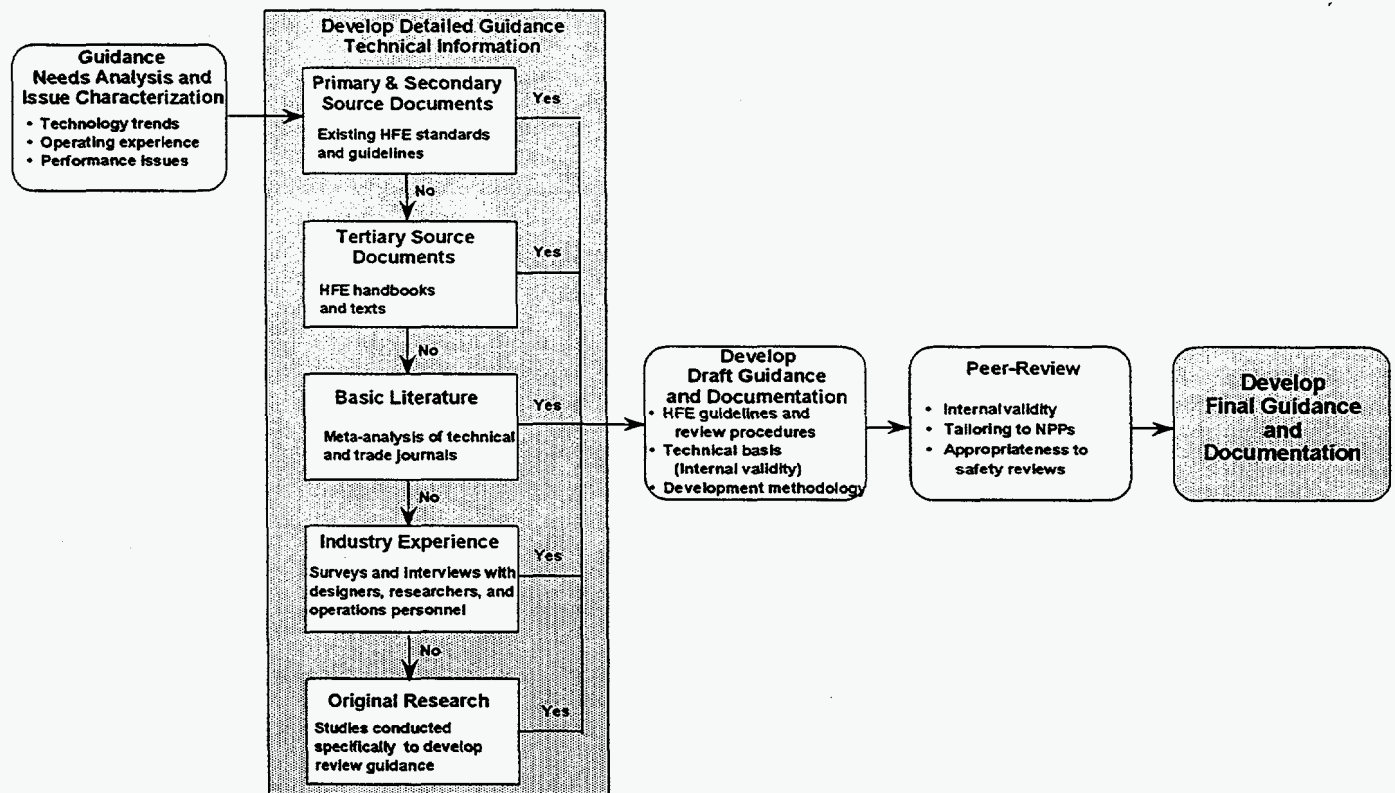 Guidance
Needs Analysis and
Issue Characterization
• Technology trends
• Operating experience
• Performance issues
Develop Detailed Guidance
Technical Information
Primary & Secondary
Source Documents
Existing HFE standards
and guidelines
Yes
No
Tertiary Source
Documents
HFE handbooks
and texts
Yes
No
Basic Literature
Meta-analysis of technical
and trade journals
Yes
No
Industry Experience
Surveys and interviews with
designers, researchers, and
operations personnel
Yes
No
Original Research
Studies conducted
specifically to develop
review guidance
Yes
Develop
Draft Guidance
and Documentation
• HFE guidelines and
review procedures
• Technical basis
(Internal validity)
• Development methodology
Peer-Review
• Internal validity
• Tailoring to NPPs
• Appropriateness to
safety reviews
Develop
Final Guidance
and
Documentation